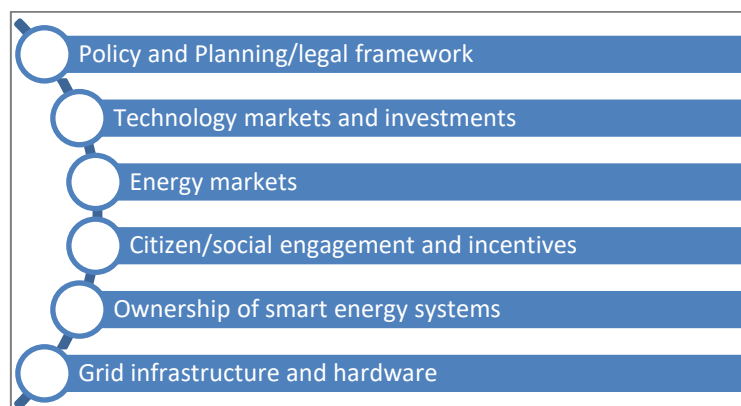 Policy and Planning/legal framework
Technology markets and investments
Energy markets
Citizen/social engagement and incentives
Ownership of smart energy systems
Grid infrastructure and hardware